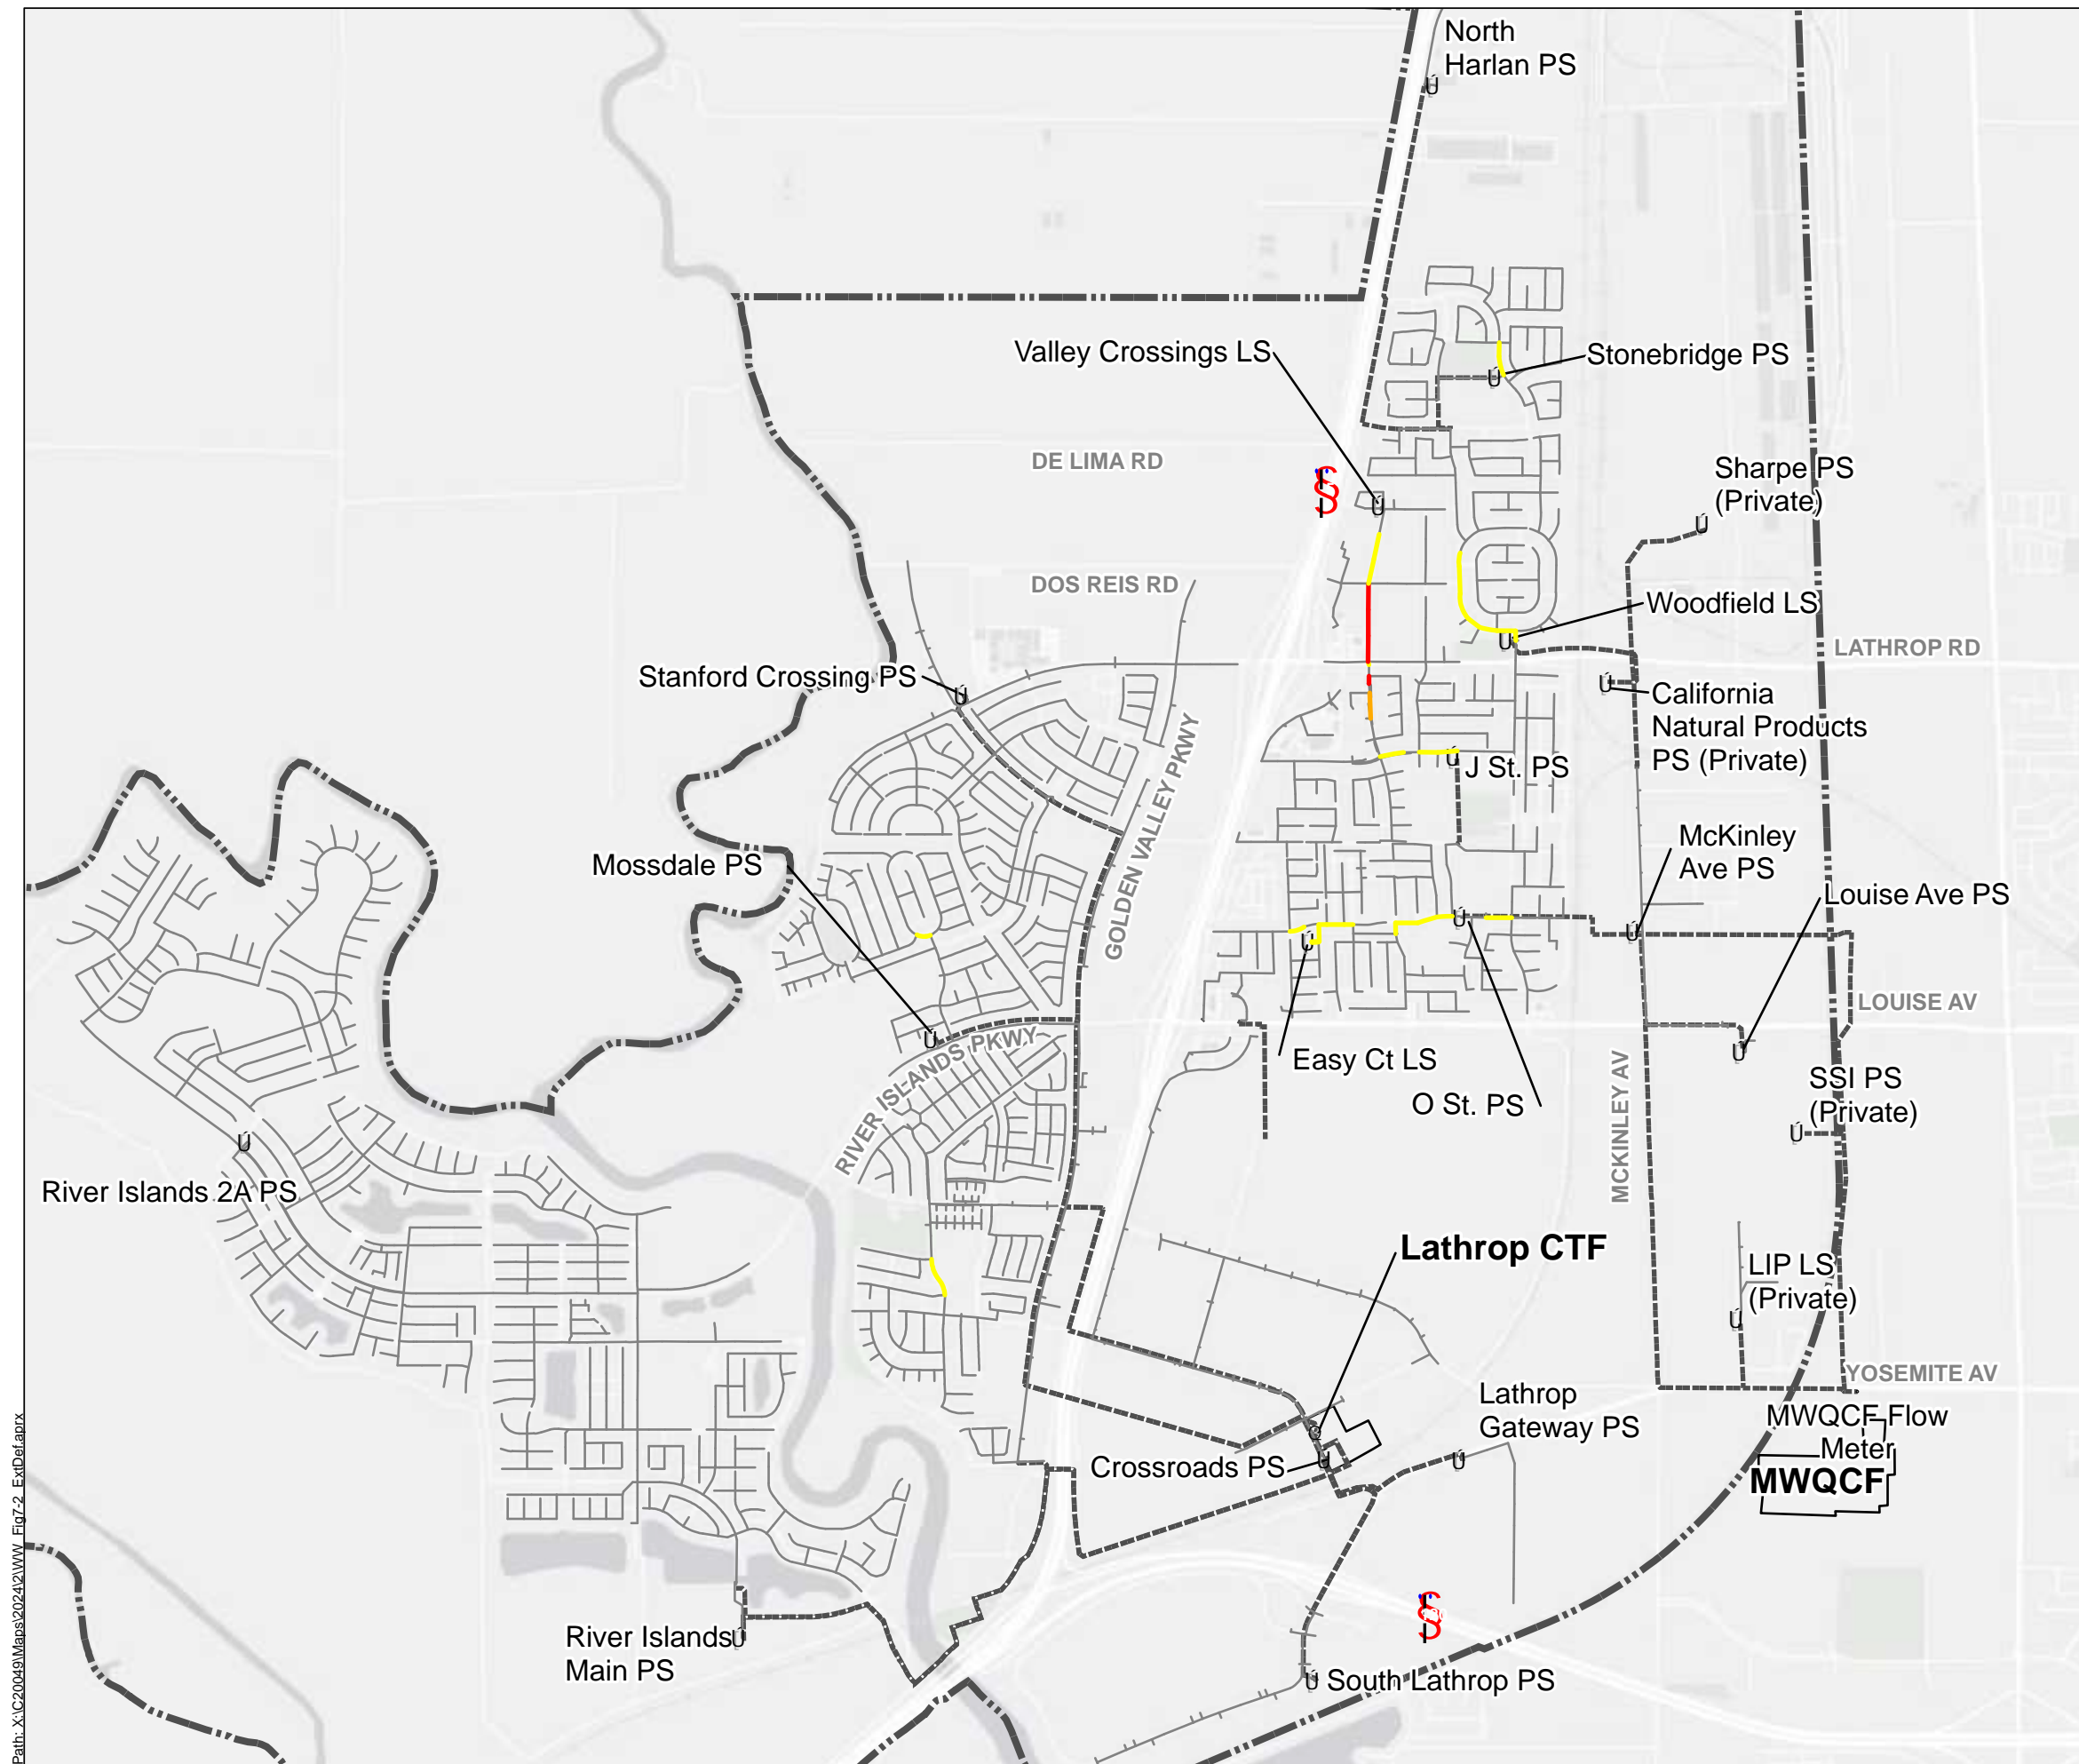 North
Harlan PS
Valley Crossings LS
Stonebridge PS
DE LIMA RD
Sharpe PS
(Private)
DOS REIS RD
Woodfield LS
LATHROP RD
Stanford Crossing PS
California
Natural Products
PS (Private)
J St. PS
GOLDEN VALLEY PKWY
McKinley
Ave PS
Mossdale PS
Louise Ave PS
LOUISE AV
RIVER ISLANDS PKWY
Easy Ct LS
O St. PS
SSI PS
(Private)
MCKINLEY AV
River Islands 2A PS
Lathrop CTF
LIP LS
(Private)
YOSEMITE AV
Lathrop
Gateway PS
MWQCF Flow
Meter
Crossroads PS
MWQCF
River Islands
Main PS
South Lathrop PS
Path: X:\C20049\Maps\2024\2\WW_Fig7-2_ExtDef.aprx